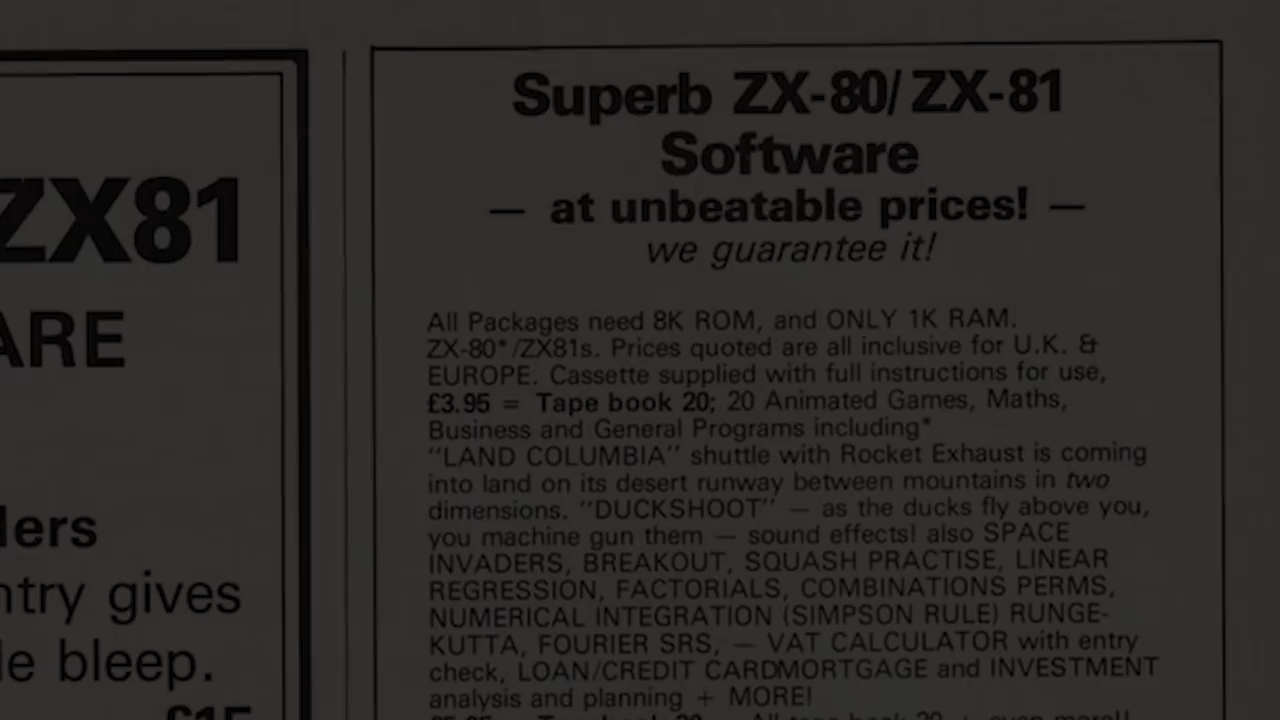 ZX81
ARE
lers
ntry gives
le bleep.
£15
Superb ZX-80/ZX-81
Software
— at unbeatable prices! —
we guarantee it!
All Packages need 8K ROM, and ONLY 1K RAM.
ZX-80*/ZX81s. Prices quoted are all inclusive for U.K. &
EUROPE. Cassette supplied with full instructions for use,
£3.95 = Tape book 20; 20 Animated Games, Maths,
Business and General Programs including*
"LAND COLUMBIA" shuttle with Rocket Exhaust is coming
into land on its desert runway between mountains in two
dimensions. "DUCKSHOOT" — as the ducks fly above you,
you machine gun them — sound effects! also SPACE
INVADERS, BREAKOUT, SQUASH PRACTISE, LINEAR
REGRESSION, FACTORIALS, COMBINATIONS PERMS,
NUMERICAL INTEGRATION (SIMPSON RULE) RUNGE-
KUTTA, FOURIER SRS, — VAT CALCULATOR with entry
check, LOAN/CREDIT CARDMORTGAGE and INVESTMENT
analysis and planning + MORE!